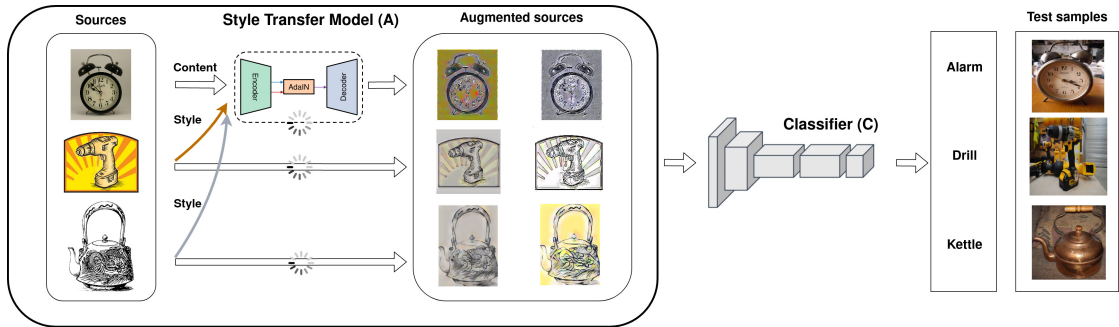 Sources
Style Transfer Model (A)
Augmented sources
Test samples
Content
Encoder
AdaIN
Decoder
Style
Style
Classifier (C)
Alarm
Drill
Kettle